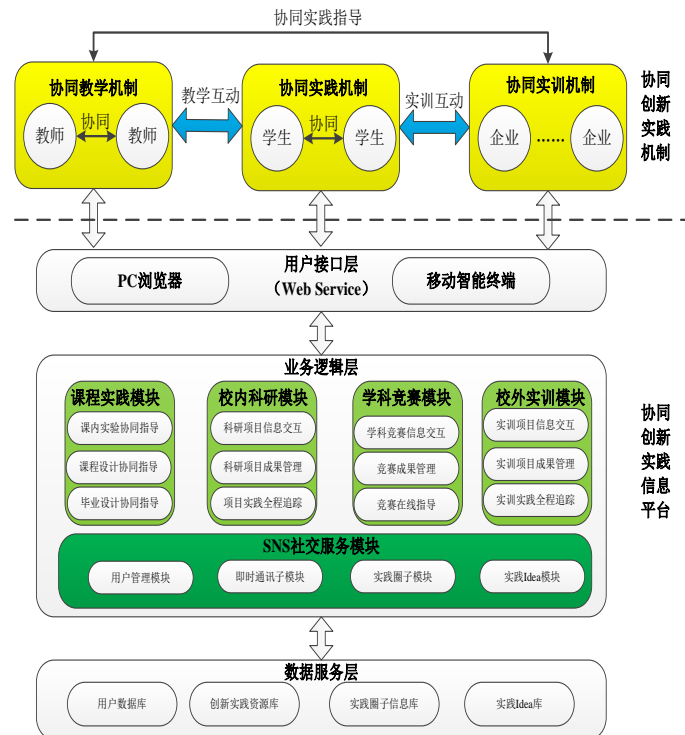 协同实践指导
协同教学机制
教师
协同
教师
教学互动
协同实践机制
学生
协同
学生
实训互动
协同实训机制
企业
......
企业
协同
创新
实践
机制
用户接口层
(Web Service)
PC浏览器
移动智能终端
业务逻辑层
课程实践模块
课内实验协同指导
课程设计协同指导
毕业设计协同指导
校内科研模块
科研项目信息交互
科研项目成果管理
项目实践全程追踪
学科竞赛模块
学科竞赛信息交互
竞赛成果管理
竞赛在线指导
校外实训模块
实训项目信息交互
实训项目成果管理
实训实践全程追踪
SNS社交服务模块
用户管理模块
即时通讯子模块
实践圈子模块
实践Idea模块
协同
创新
实践
信息
平台
数据服务层
用户数据库
创新实践资源库
实践圈子信息库
实践Idea库